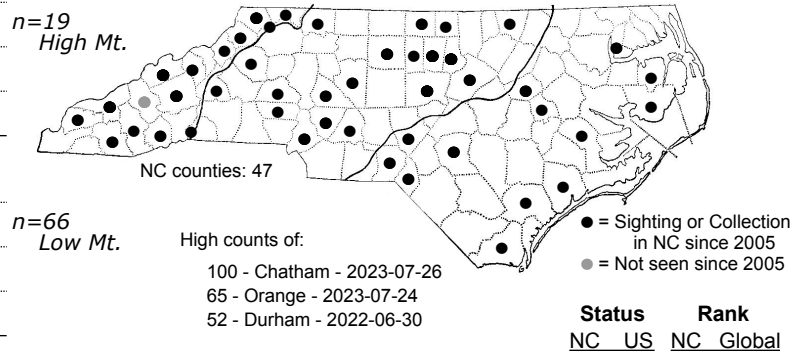 n=19
High Mt.
NC counties: 47
n=66
Low Mt.
High counts of:
100 - Chatham - 2023-07-26
65 - Orange - 2023-07-24
52 - Durham - 2022-06-30
= Sighting or Collection
in NC since 2005
= Not seen since 2005
Status Rank
NC US NC Global